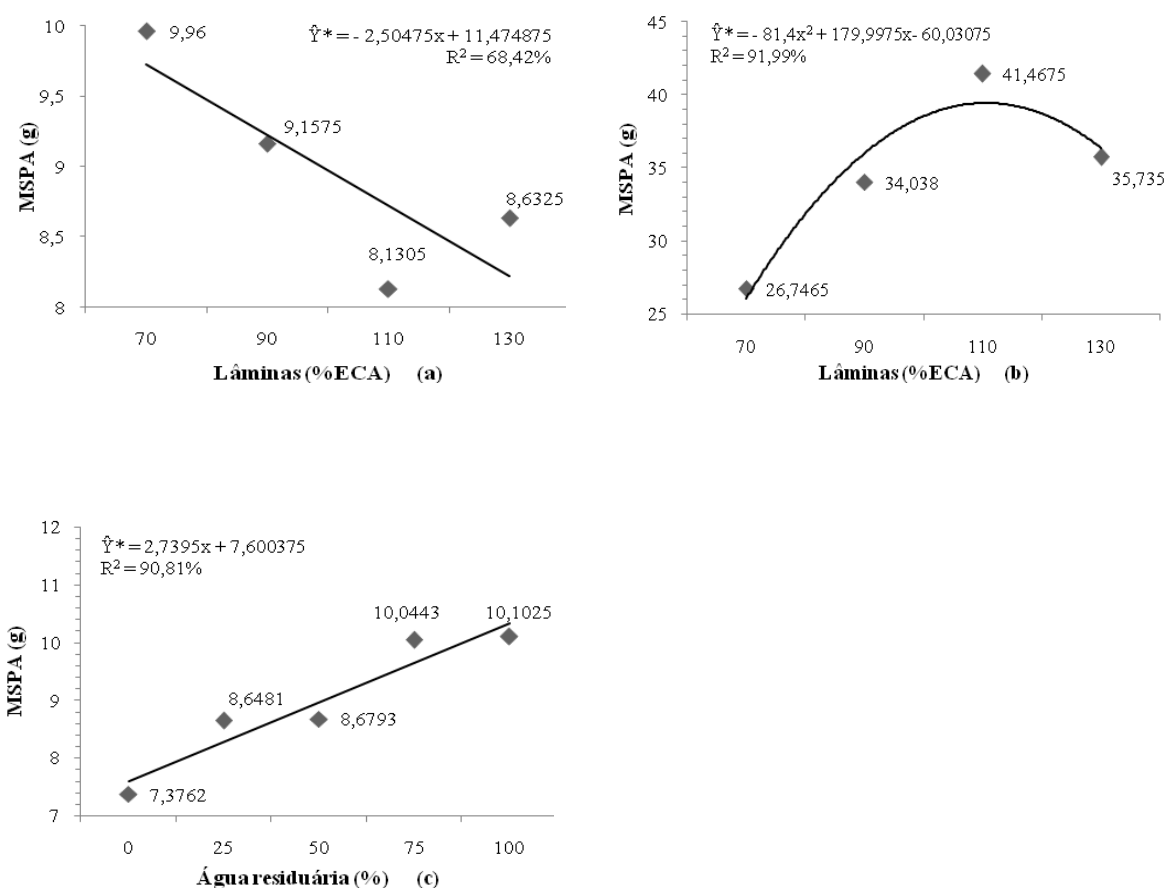 Ŷ* = - 2,50475x + 11,474875
R² = 68,42%
10
9,5
9
8,5
8
MSPA (g)
9,96
9,1575
8,1305
8,6325
70 90 110 130
Lâminas (%ECA) (a)
Ŷ* = - 81,4x² + 179,9975x- 60,03075
R² = 91,99%
45
40
35
30
25
MSPA (g)
26,7465
34,038
41,4675
35,735
70 90 110 130
Lâminas (%ECA) (b)
Ŷ* = 2,7395x + 7,600375
R² = 90,81%
12
11
10
9
8
7
MSPA (g)
7,3762
8,6481
8,6793
10,0443
10,1025
0 25 50 75 100
Água residuária (%) (c)